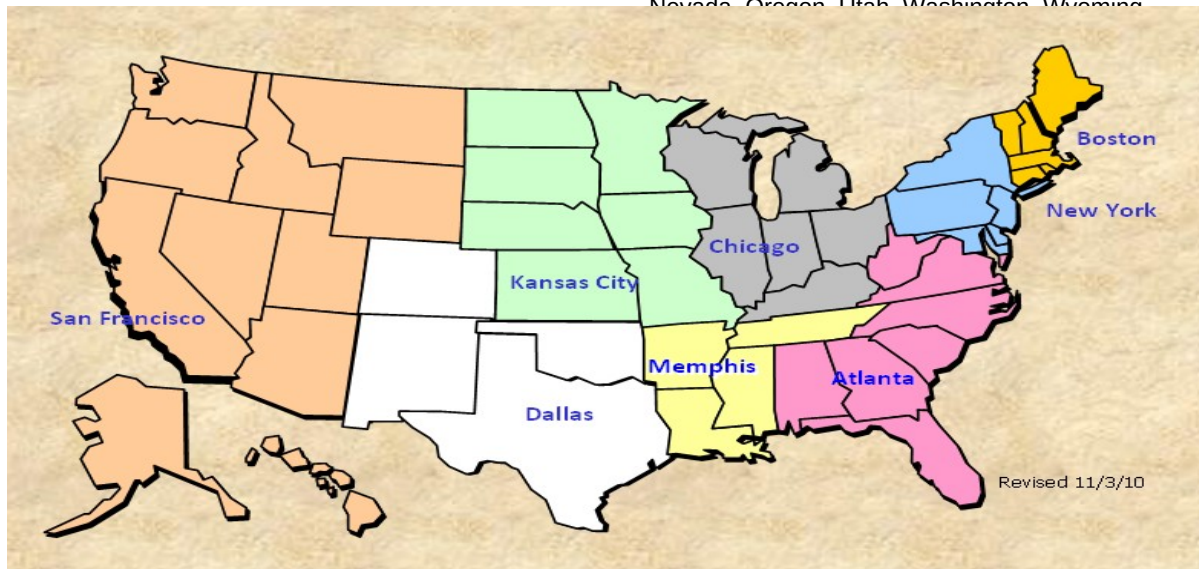 Nevada, Oregon, Utah, Washington, Wyoming
Boston
New York
Chicago
Kansas City
San Francisco
Memphis
Atlanta
Dallas
Revised 11/3/10